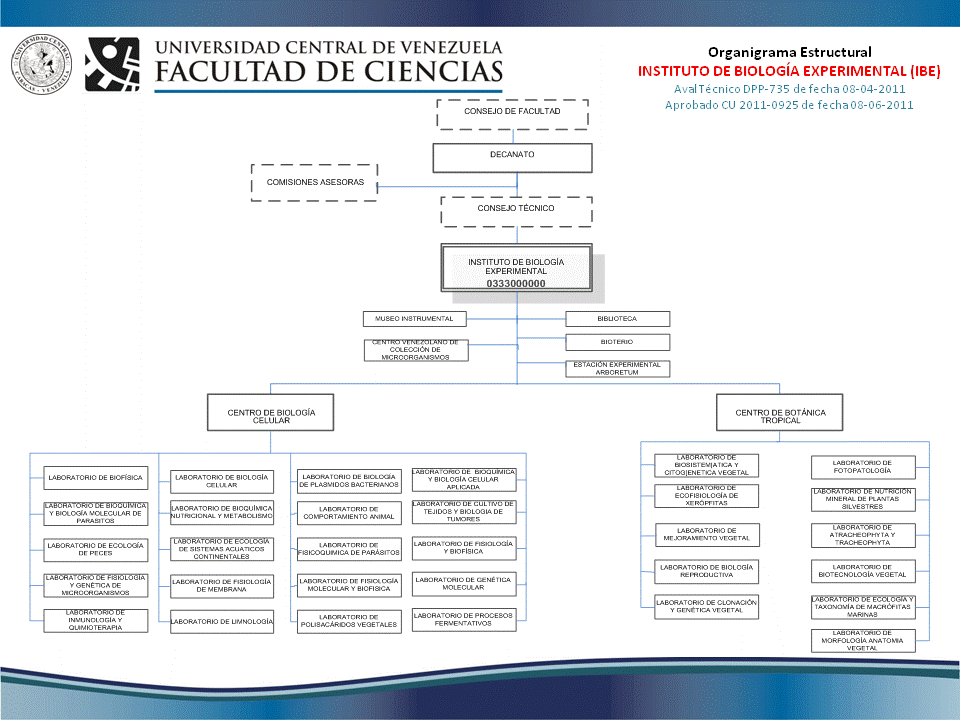 UNIVERSIDAD CENTRAL DE VENEZUELA
FACULTAD DE CIENCIAS
Organigrama Estructural
INSTITUTO DE BIOLOGÍA EXPERIMENTAL (IBE)
Aval Técnico DPP-735 de fecha 08-04-2011
Aprobado CU 2011-0925 de fecha 08-06-2011
CONSEJO DE FACULTAD
DECANATO
COMISIONES ASESORAS
CONSEJO TÉCNICO
INSTITUTO DE BIOLOGÍA
EXPERIMENTAL
0333000000
MUSEO INSTRUMENTAL
BIBLIOTECA
CENTRO VENEZOLANO DE
COLECCIÓN DE
MICROORGANISMOS
BIOTERIO
ESTACIÓN EXPERIMENTAL
ARBORETUM
CENTRO DE BIOLOGÍA
CELULAR
CENTRO DE BOTÁNICA
TROPICAL
LABORATORIO DE BIOFÍSICA
LABORATORIO DE BIOQUÍMICA
Y BIOLOGÍA MOLECULAR DE
PARASITOS
LABORATORIO DE ECOLOGÍA
DE PECES
LABORATORIO DE FISIOLOGÍA
Y GENÉTICA DE
MICROORGANISMOS
LABORATORIO DE
INMUNOLOGÍA Y
QUIMIOTERAPIA
LABORATORIO DE BIOLOGÍA
CELULAR
LABORATORIO DE BIOQUÍMICA
NUTRICIONAL Y METABOLISMO
LABORATORIO DE ECOLOGÍA
DE SISTEMAS ACUATICOS
CONTINENTALES
LABORATORIO DE FISIOLOGÍA
DE MEMBRANA
LABORATORIO DE LIMNOLOGÍA
LABORATORIO DE BIOLOGÍA
DE PLASMIDOS BACTERIANOS
LABORATORIO DE
COMPORTAMIENTO ANIMAL
LABORATORIO DE
FISICOQUIMICA DE PARÁSITOS
LABORATORIO DE FISIOLOGÍA
MOLECULAR Y BIOFISICA
LABORATORIO DE
POLISACÁRIDOS VEGETALES
LABORATORIO DE BIOQUÍMICA
Y BIOLOGÍA CELULAR
APLICADA
LABORATORIO DE CULTIVO DE
TEJIDOS Y BIOLOGIA DE
TUMORES
LABORATORIO DE FISIOLOGÍA
Y BIOFÍSICA
LABORATORIO DE GENÉTICA
MOLECULAR
LABORATORIO DE PROCESOS
FERMENTATIVOS
LABORATORIO DE
BIOSISTEM|ATICA Y
CITOG|ENETICA VEGETAL
LABORATORIO DE
ECOFISIOLOGÍA DE
XERÓPFITAS
LABORATORIO DE
MEJORAMIENTO VEGETAL
LABORATORIO DE BIOLOGÍA
REPRODUCTIVA
LABORATORIO DE CLONACIÓN
Y GENÉTICA VEGETAL
LABORATORIO DE
FOTOPATOLOGÍA
LABORATORIO DE NUTRICIÓN
MINERAL DE PLANTAS
SILVESTRES
LABORATORIO DE
ATRACHEOPHYTA Y
TRACHEOPHYTA
LABORATORIO DE
BIOTECNOLOGÍA VEGETAL
LABORATORIO DE ECOLOGÍA Y
TAXONOMÍA DE MACRÓFITAS
MARINAS
LABORATORIO DE
MORFOLOGÍA ANATOMIA
VEGETAL